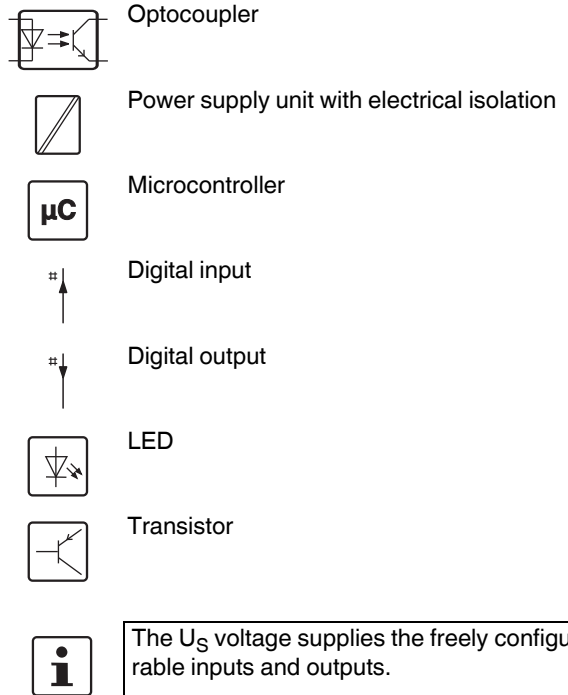 Optocoupler
Power supply unit with electrical isolation
µC
Microcontroller
#
Digital input
#
Digital output
LED
Transistor
i
The US voltage supplies the freely configu
rable inputs and outputs.